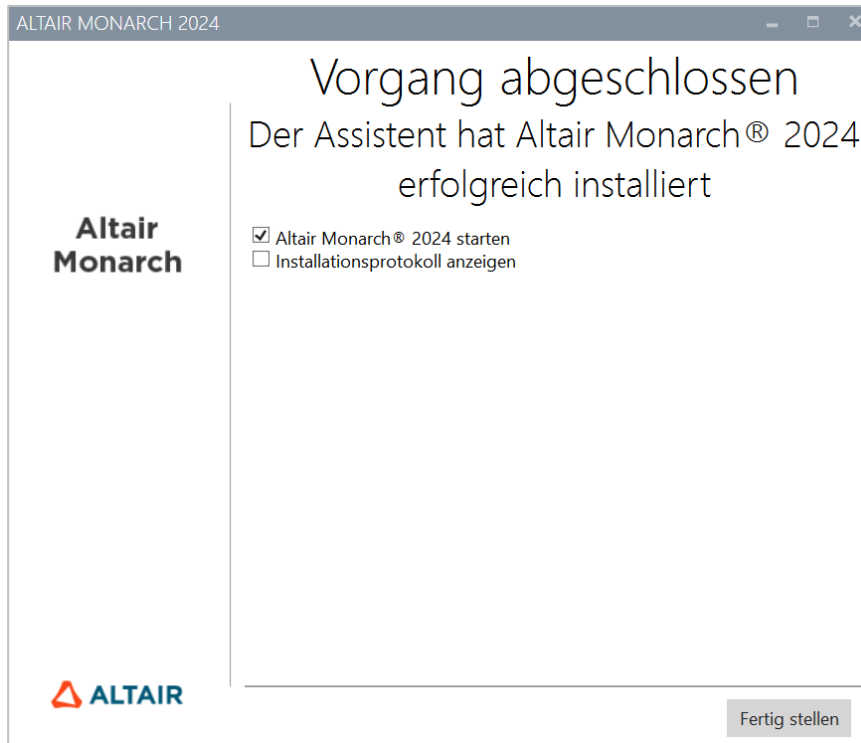 ALTAIR MONARCH 2024
Vorgang abgeschlossen
Der Assistent hat Altair Monarch® 2024
erfolgreich installiert
Altair
Monarch
Altair Monarch® 2024 starten
Installationsprotokoll anzeigen
ALTAIR
Fertig stellen